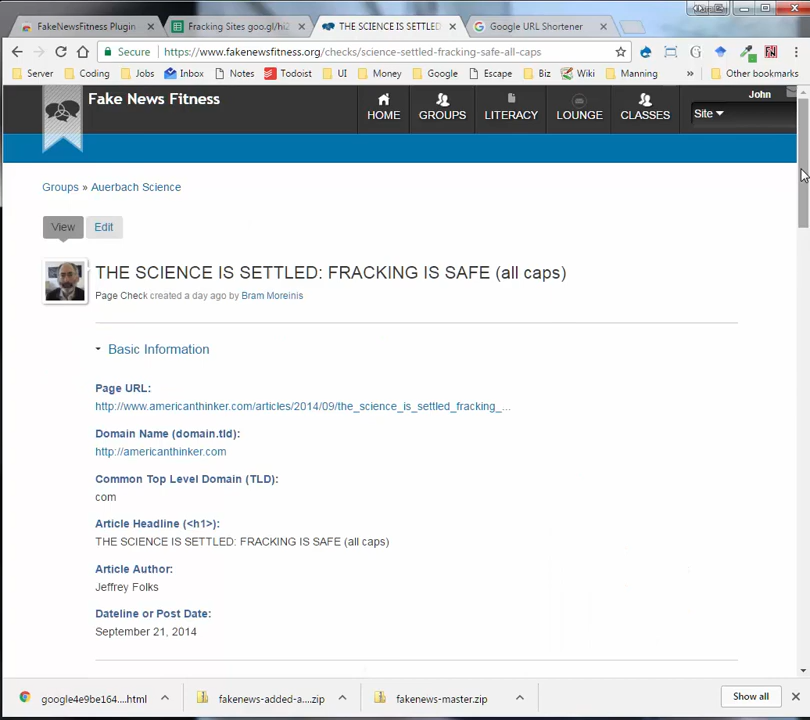 FakeNewsFitness Plugin
Fracking Sites goo.gl/hi2
THE SCIENCE IS SETTLED
Google URL Shortener
Secure
https://www.fakenewsfitness.org/checks/science-settled-fracking-safe-all-caps
Server
Coding
Jobs
Inbox
Notes
Todoist
UI
Money
Google
Escape
Biz
Wiki
Manning
»
Other bookmarks
Fake News Fitness
HOME
GROUPS
LITERACY
LOUNGE
CLASSES
John
Site
Groups » Auerbach Science
View
Edit
THE SCIENCE IS SETTLED: FRACKING IS SAFE (all caps)
Page Check created a day ago by Bram Moreinis
Basic Information
Page URL:
http://www.americanthinker.com/articles/2014/09/the_science_is_settled_fracking_...
Domain Name (domain.tld):
http://americanthinker.com
Common Top Level Domain (TLD):
com
Article Headline (<h1>):
THE SCIENCE IS SETTLED: FRACKING IS SAFE (all caps)
Article Author:
Jeffrey Folks
Dateline or Post Date:
September 21, 2014
google4e9be164....html
fakenews-added-a....zip
fakenews-master.zip
Show all